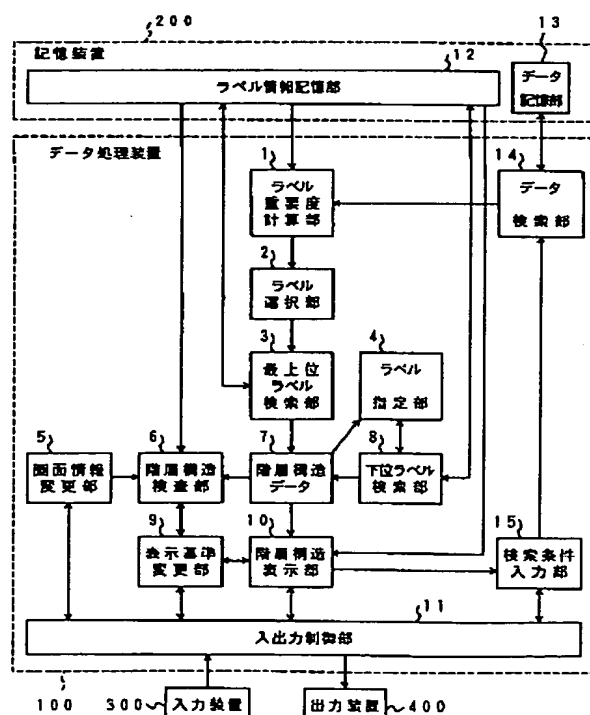 200
13
記憶装置
12
ラベル情報記憶部
データ
記憶部
データ処理装置
1
ラベル
重要度
計算部
14
データ
検索部
2
ラベル
選択部
3
最上位
ラベル
検索部
4
ラベル
指定部
5
画面情報
変更部
6
階層構造
検査部
7
階層構造
データ
8
下位ラベル
検索部
9
表示基準
変更部
10
階層構造
表示部
15
検索条件
入力部
11
入出力制御部
100
300
入力装置
出力装置
400